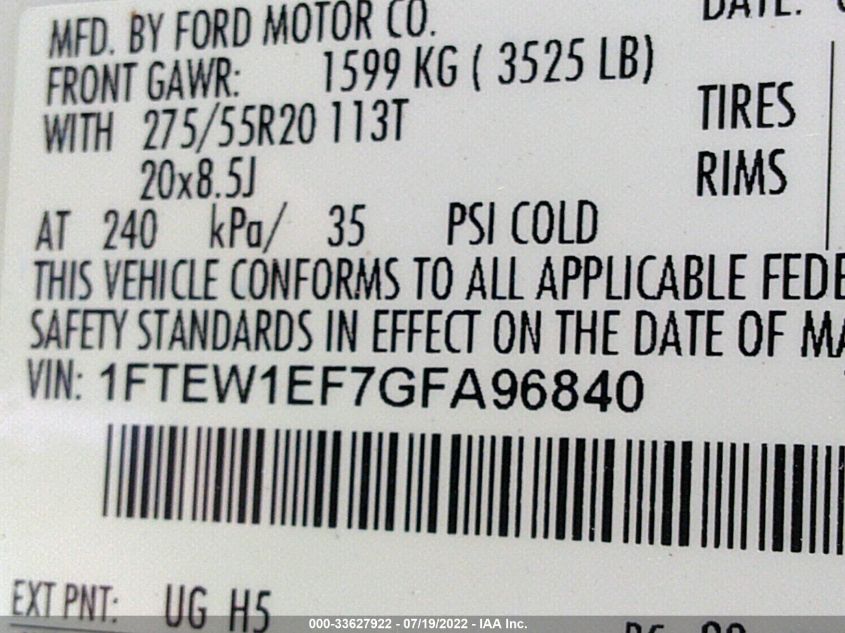 MFD. BY FORD MOTOR CO. DATE:
FRONT GAWR: 1599 KG ( 3525 LB)
WITH 275/55R20 113T TIRES
20x8.5J RIMS
AT 240 kPa/ 35 PSI COLD
THIS VEHICLE CONFORMS TO ALL APPLICABLE FEDE
SAFETY STANDARDS IN EFFECT ON THE DATE OF MA
VIN: 1FTEW1EF7GFA96840
EXT PNT: UG H5
000-33627922 - 07/19/2022 - IAA Inc.